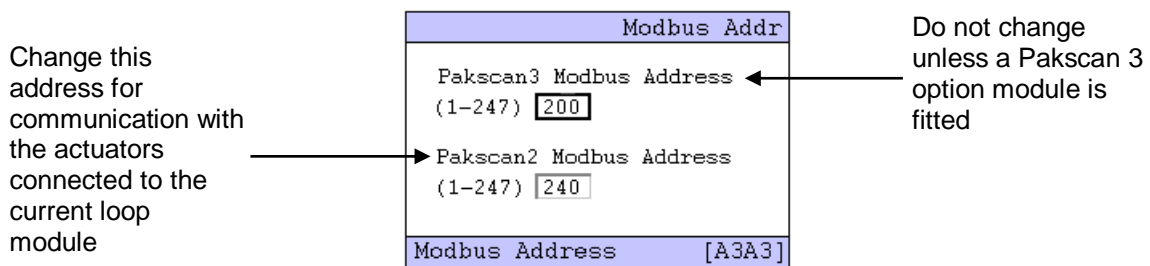 Change this
address for
communication with
the actuators
connected to the
current loop
module
Modbus Addr
Pakscan3 Modbus Address
(1–247) 200
Pakscan2 Modbus Address
(1–247) 240
Modbus Address [A3A3]
Do not change
unless a Pakscan 3
option module is
fitted